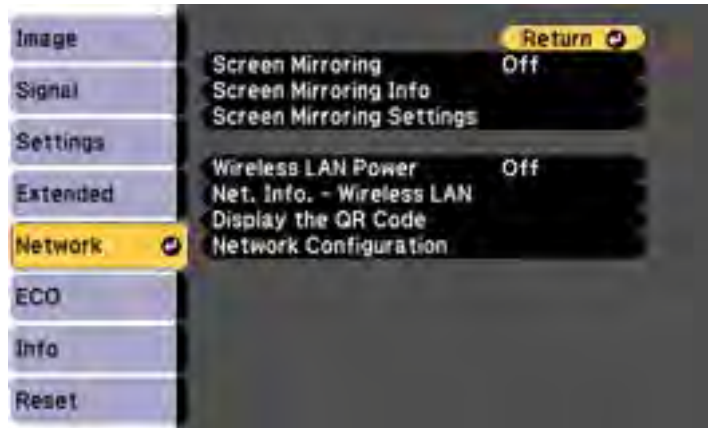 Image
Signal
Settings
Extended
Network
ECO
Info
Reset
Return
Screen Mirroring Off
Screen Mirroring Info
Screen Mirroring Settings
Wireless LAN Power Off
Net. Info. - Wireless LAN
Display the QR Code
Network Configuration